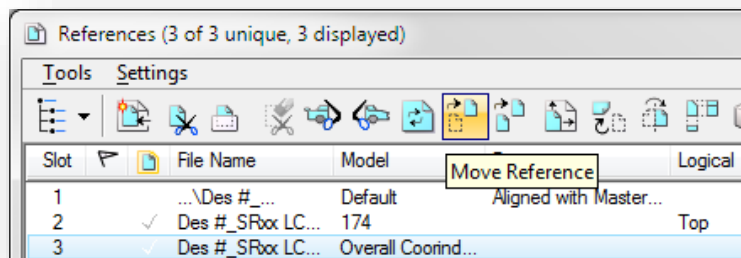 References (3 of 3 unique, 3 displayed)
Tools Settings
Slot File Name Model Logical
Move Reference
1 ...\Des #_... Default Aligned with Master...
2 Des #_SRxx LC... 174 Top
3 Des #_SRxx LC... Overall Coorind...